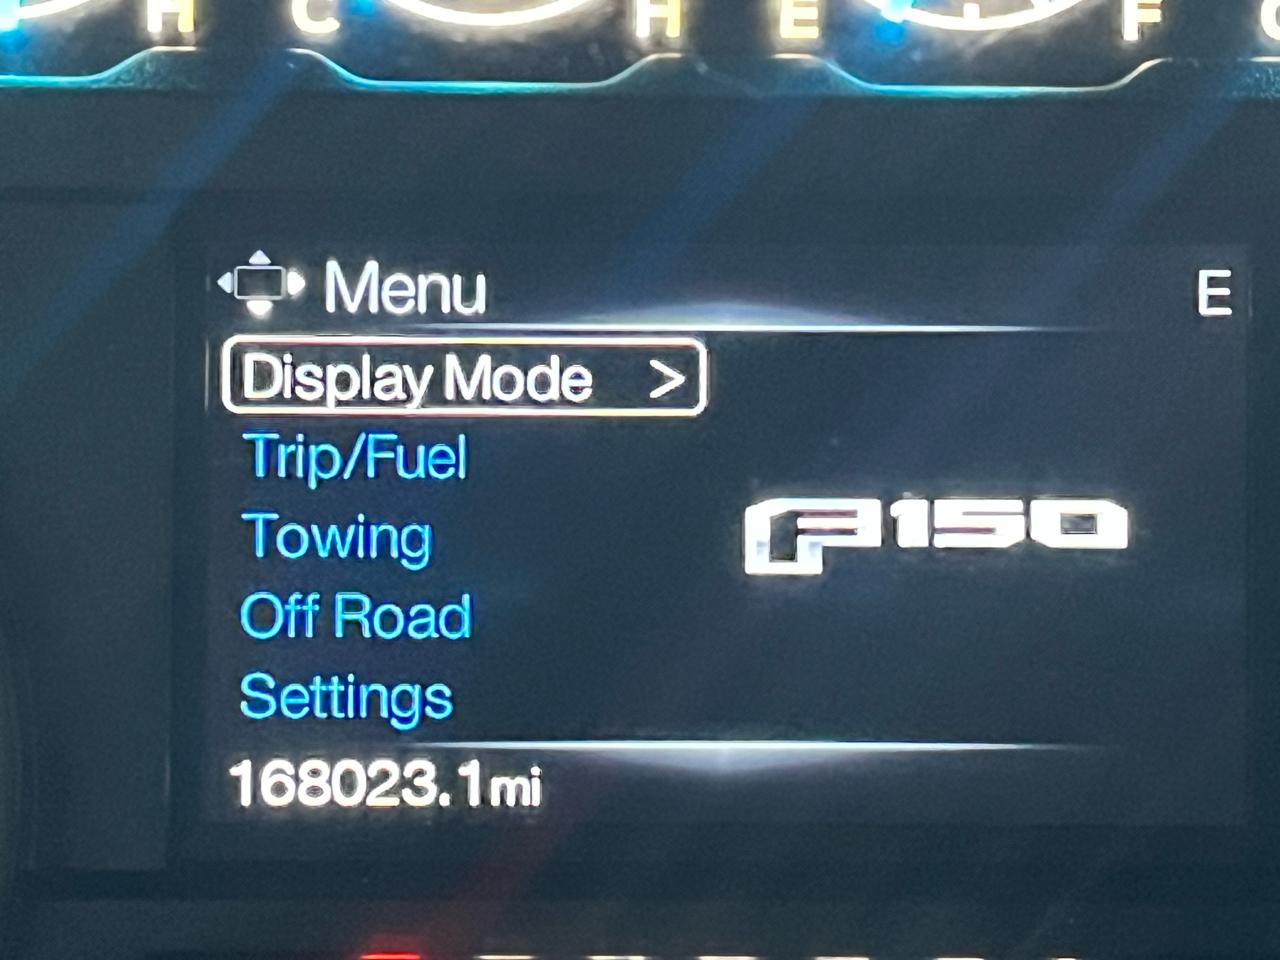 H C H E F C
Menu E
Display Mode >
Trip/Fuel
Towing
Off Road
Settings
F150
168023.1mi